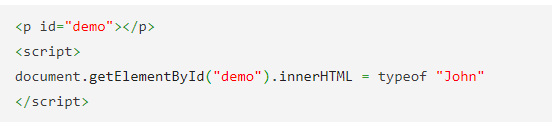 <p id="demo"></p>
<script>
document.getElementById("demo").innerHTML = typeof "John"
</script>